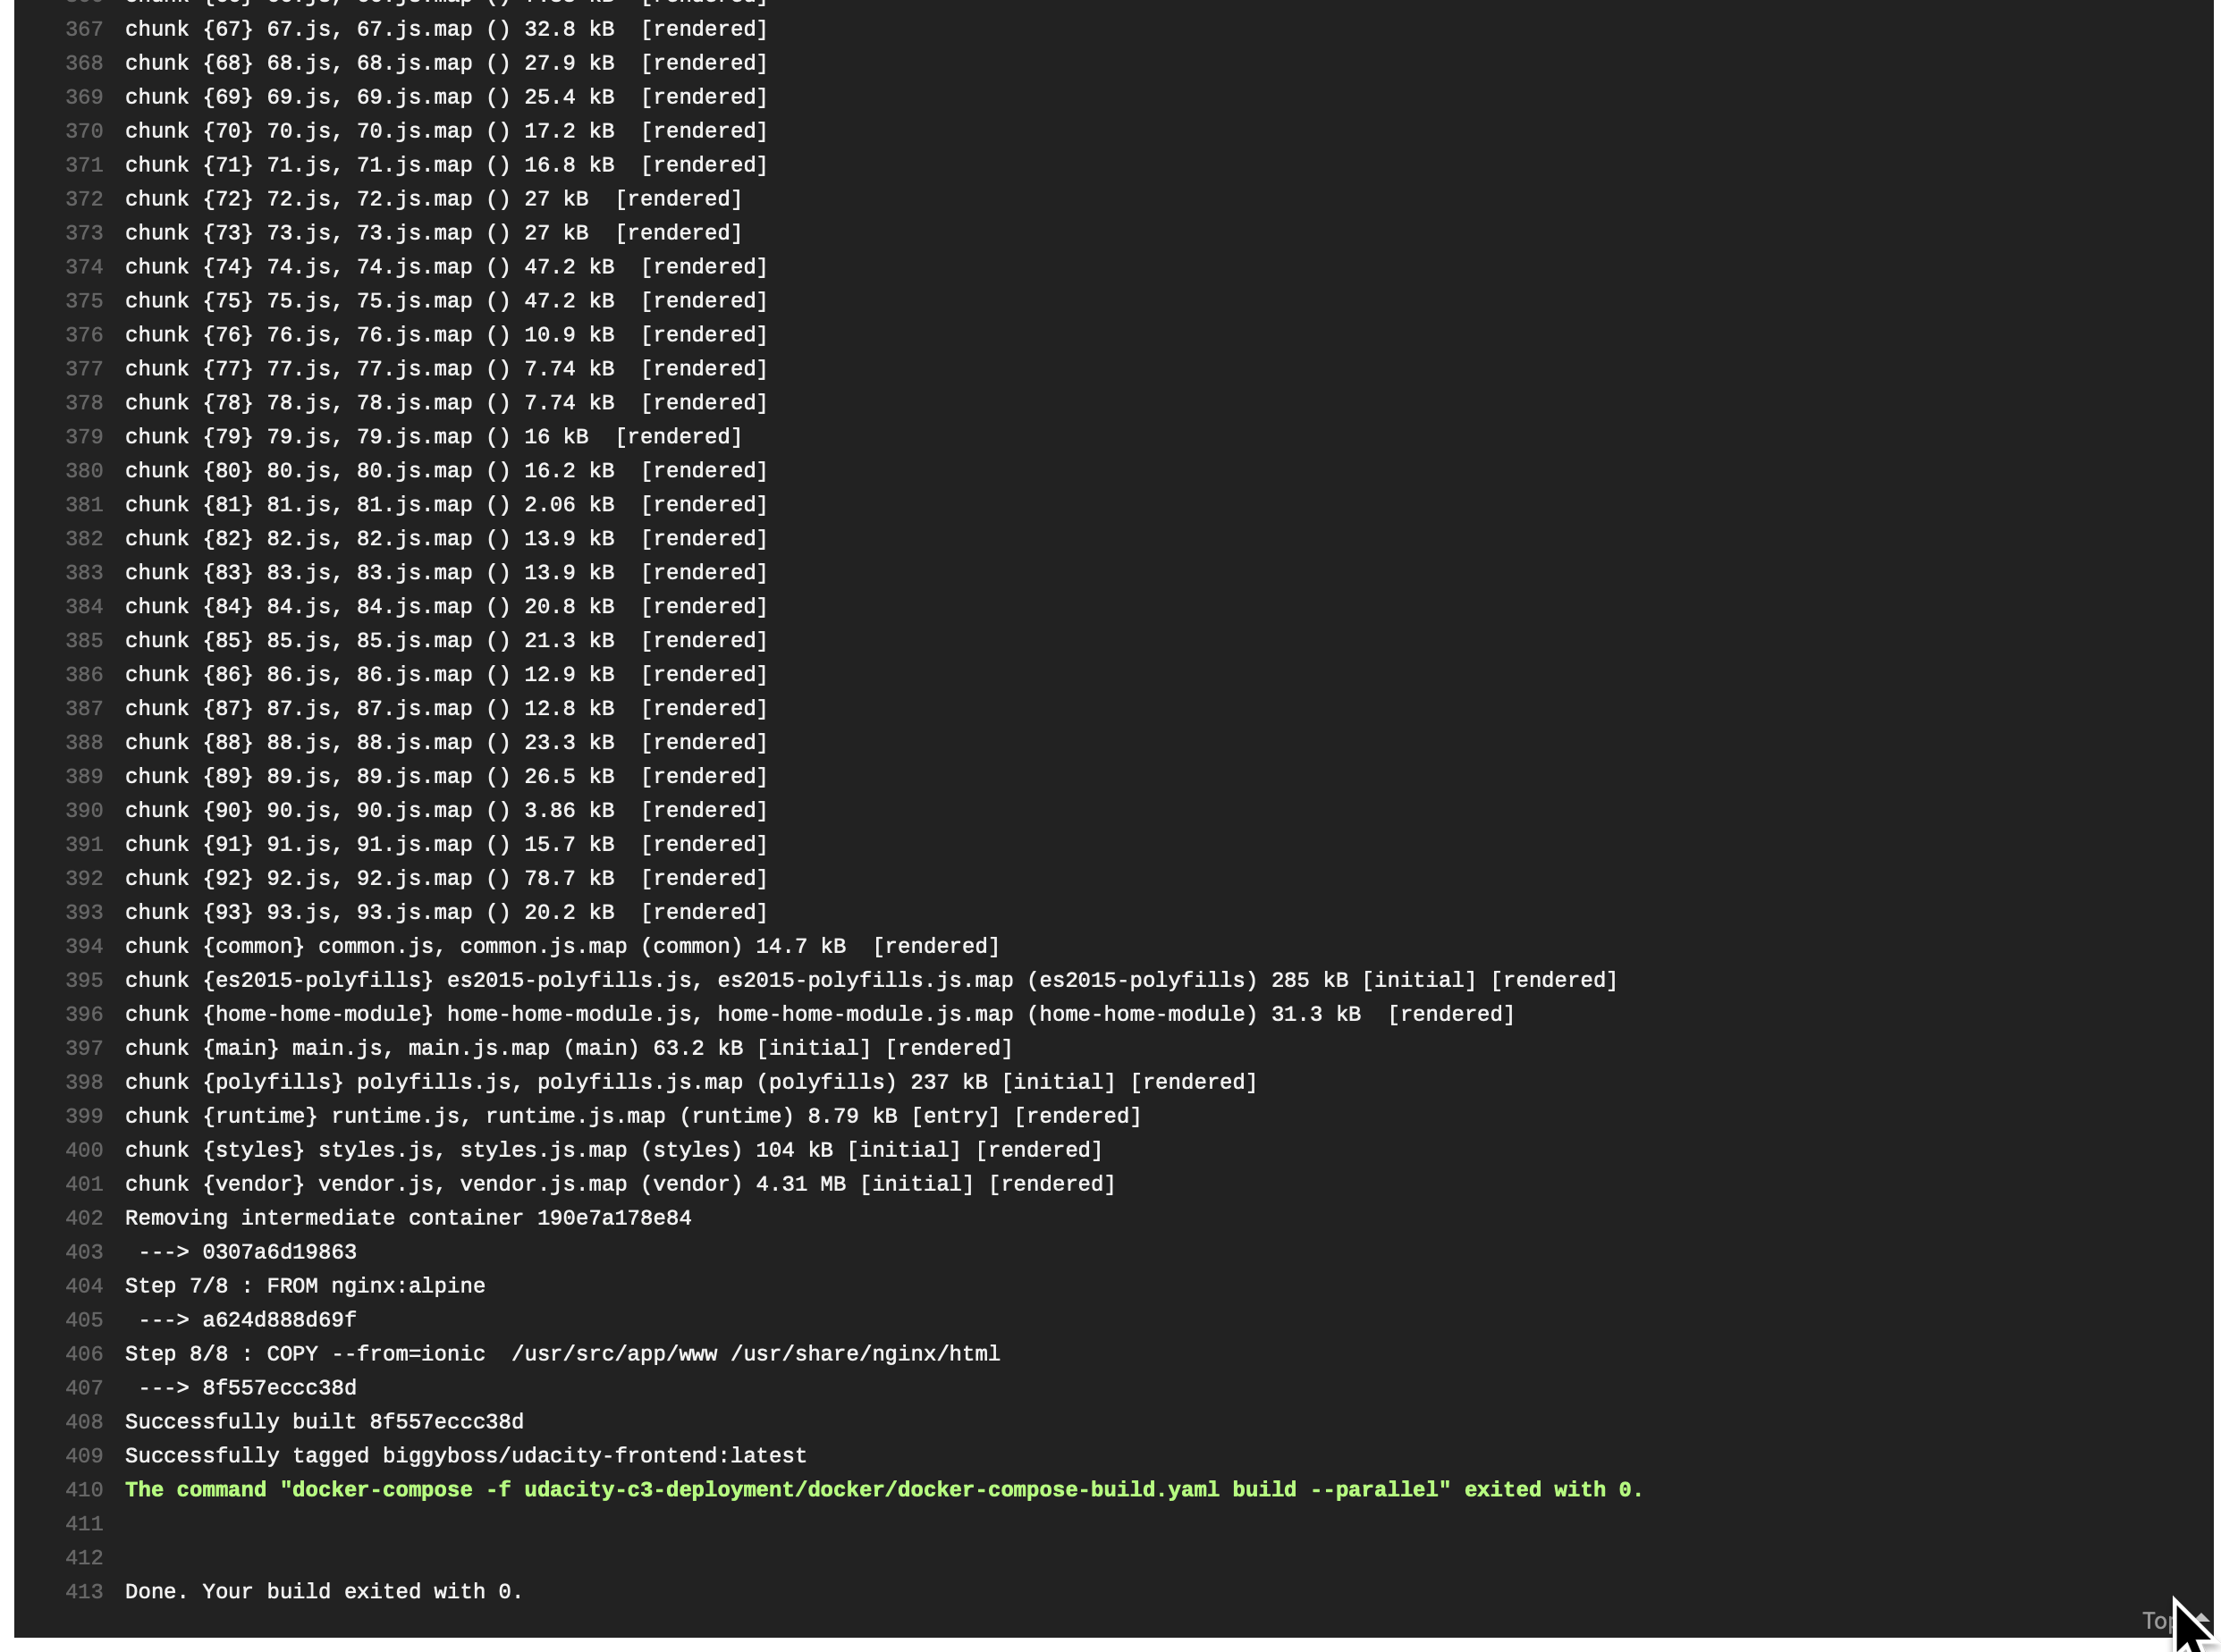 367 chunk {67} 67.js, 67.js.map () 32.8 kB  [rendered]
368 chunk {68} 68.js, 68.js.map () 27.9 kB  [rendered]
369 chunk {69} 69.js, 69.js.map () 25.4 kB  [rendered]
370 chunk {70} 70.js, 70.js.map () 17.2 kB  [rendered]
371 chunk {71} 71.js, 71.js.map () 16.8 kB  [rendered]
372 chunk {72} 72.js, 72.js.map () 27 kB  [rendered]
373 chunk {73} 73.js, 73.js.map () 27 kB  [rendered]
374 chunk {74} 74.js, 74.js.map () 47.2 kB  [rendered]
375 chunk {75} 75.js, 75.js.map () 47.2 kB  [rendered]
376 chunk {76} 76.js, 76.js.map () 10.9 kB  [rendered]
377 chunk {77} 77.js, 77.js.map () 7.74 kB  [rendered]
378 chunk {78} 78.js, 78.js.map () 7.74 kB  [rendered]
379 chunk {79} 79.js, 79.js.map () 16 kB  [rendered]
380 chunk {80} 80.js, 80.js.map () 16.2 kB  [rendered]
381 chunk {81} 81.js, 81.js.map () 2.06 kB  [rendered]
382 chunk {82} 82.js, 82.js.map () 13.9 kB  [rendered]
383 chunk {83} 83.js, 83.js.map () 13.9 kB  [rendered]
384 chunk {84} 84.js, 84.js.map () 20.8 kB  [rendered]
385 chunk {85} 85.js, 85.js.map () 21.3 kB  [rendered]
386 chunk {86} 86.js, 86.js.map () 12.9 kB  [rendered]
387 chunk {87} 87.js, 87.js.map () 12.8 kB  [rendered]
388 chunk {88} 88.js, 88.js.map () 23.3 kB  [rendered]
389 chunk {89} 89.js, 89.js.map () 26.5 kB  [rendered]
390 chunk {90} 90.js, 90.js.map () 3.86 kB  [rendered]
391 chunk {91} 91.js, 91.js.map () 15.7 kB  [rendered]
392 chunk {92} 92.js, 92.js.map () 78.7 kB  [rendered]
393 chunk {93} 93.js, 93.js.map () 20.2 kB  [rendered]
394 chunk {common} common.js, common.js.map (common) 14.7 kB  [rendered]
395 chunk {es2015-polyfills} es2015-polyfills.js, es2015-polyfills.js.map (es2015-polyfills) 285 kB [initial] [rendered]
396 chunk {home-home-module} home-home-module.js, home-home-module.js.map (home-home-module) 31.3 kB  [rendered]
397 chunk {main} main.js, main.js.map (main) 63.2 kB [initial] [rendered]
398 chunk {polyfills} polyfills.js, polyfills.js.map (polyfills) 237 kB [initial] [rendered]
399 chunk {runtime} runtime.js, runtime.js.map (runtime) 8.79 kB [entry] [rendered]
400 chunk {styles} styles.js, styles.js.map (styles) 104 kB [initial] [rendered]
401 chunk {vendor} vendor.js, vendor.js.map (vendor) 4.31 MB [initial] [rendered]
402 Removing intermediate container 190e7a178e84
403  ---> 0307a6d19863
404 Step 7/8 : FROM nginx:alpine
405  ---> a624d888d69f
406 Step 8/8 : COPY --from=ionic  /usr/src/app/www /usr/share/nginx/html
407  ---> 8f557eccc38d
408 Successfully built 8f557eccc38d
409 Successfully tagged biggyboss/udacity-frontend:latest
410 The command "docker-compose -f udacity-c3-deployment/docker/docker-compose-build.yaml build --parallel" exited with 0.
411
412
413 Done. Your build exited with 0.
Top